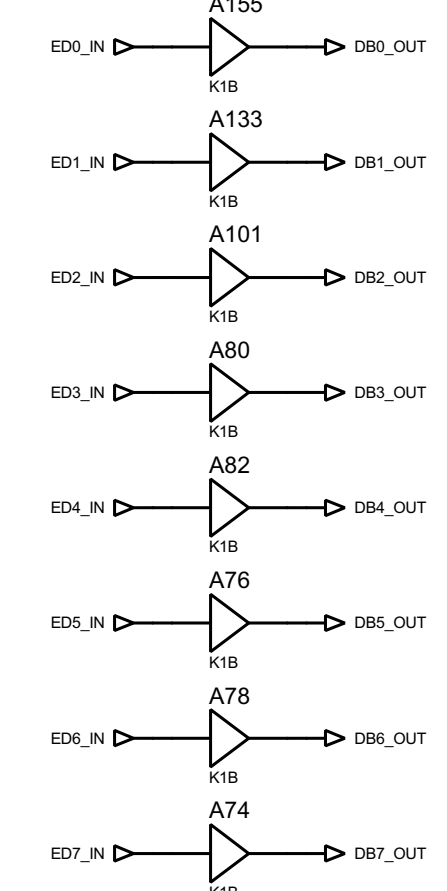 A155
ED0_IN DB0_OUT
K1B
A133
ED1_IN DB1_OUT
K1B
A101
ED2_IN DB2_OUT
K1B
A80
ED3_IN DB3_OUT
K1B
A82
ED4_IN DB4_OUT
K1B
A76
ED5_IN DB5_OUT
K1B
A78
ED6_IN DB6_OUT
K1B
A74
ED7_IN DB7_OUT
K1B